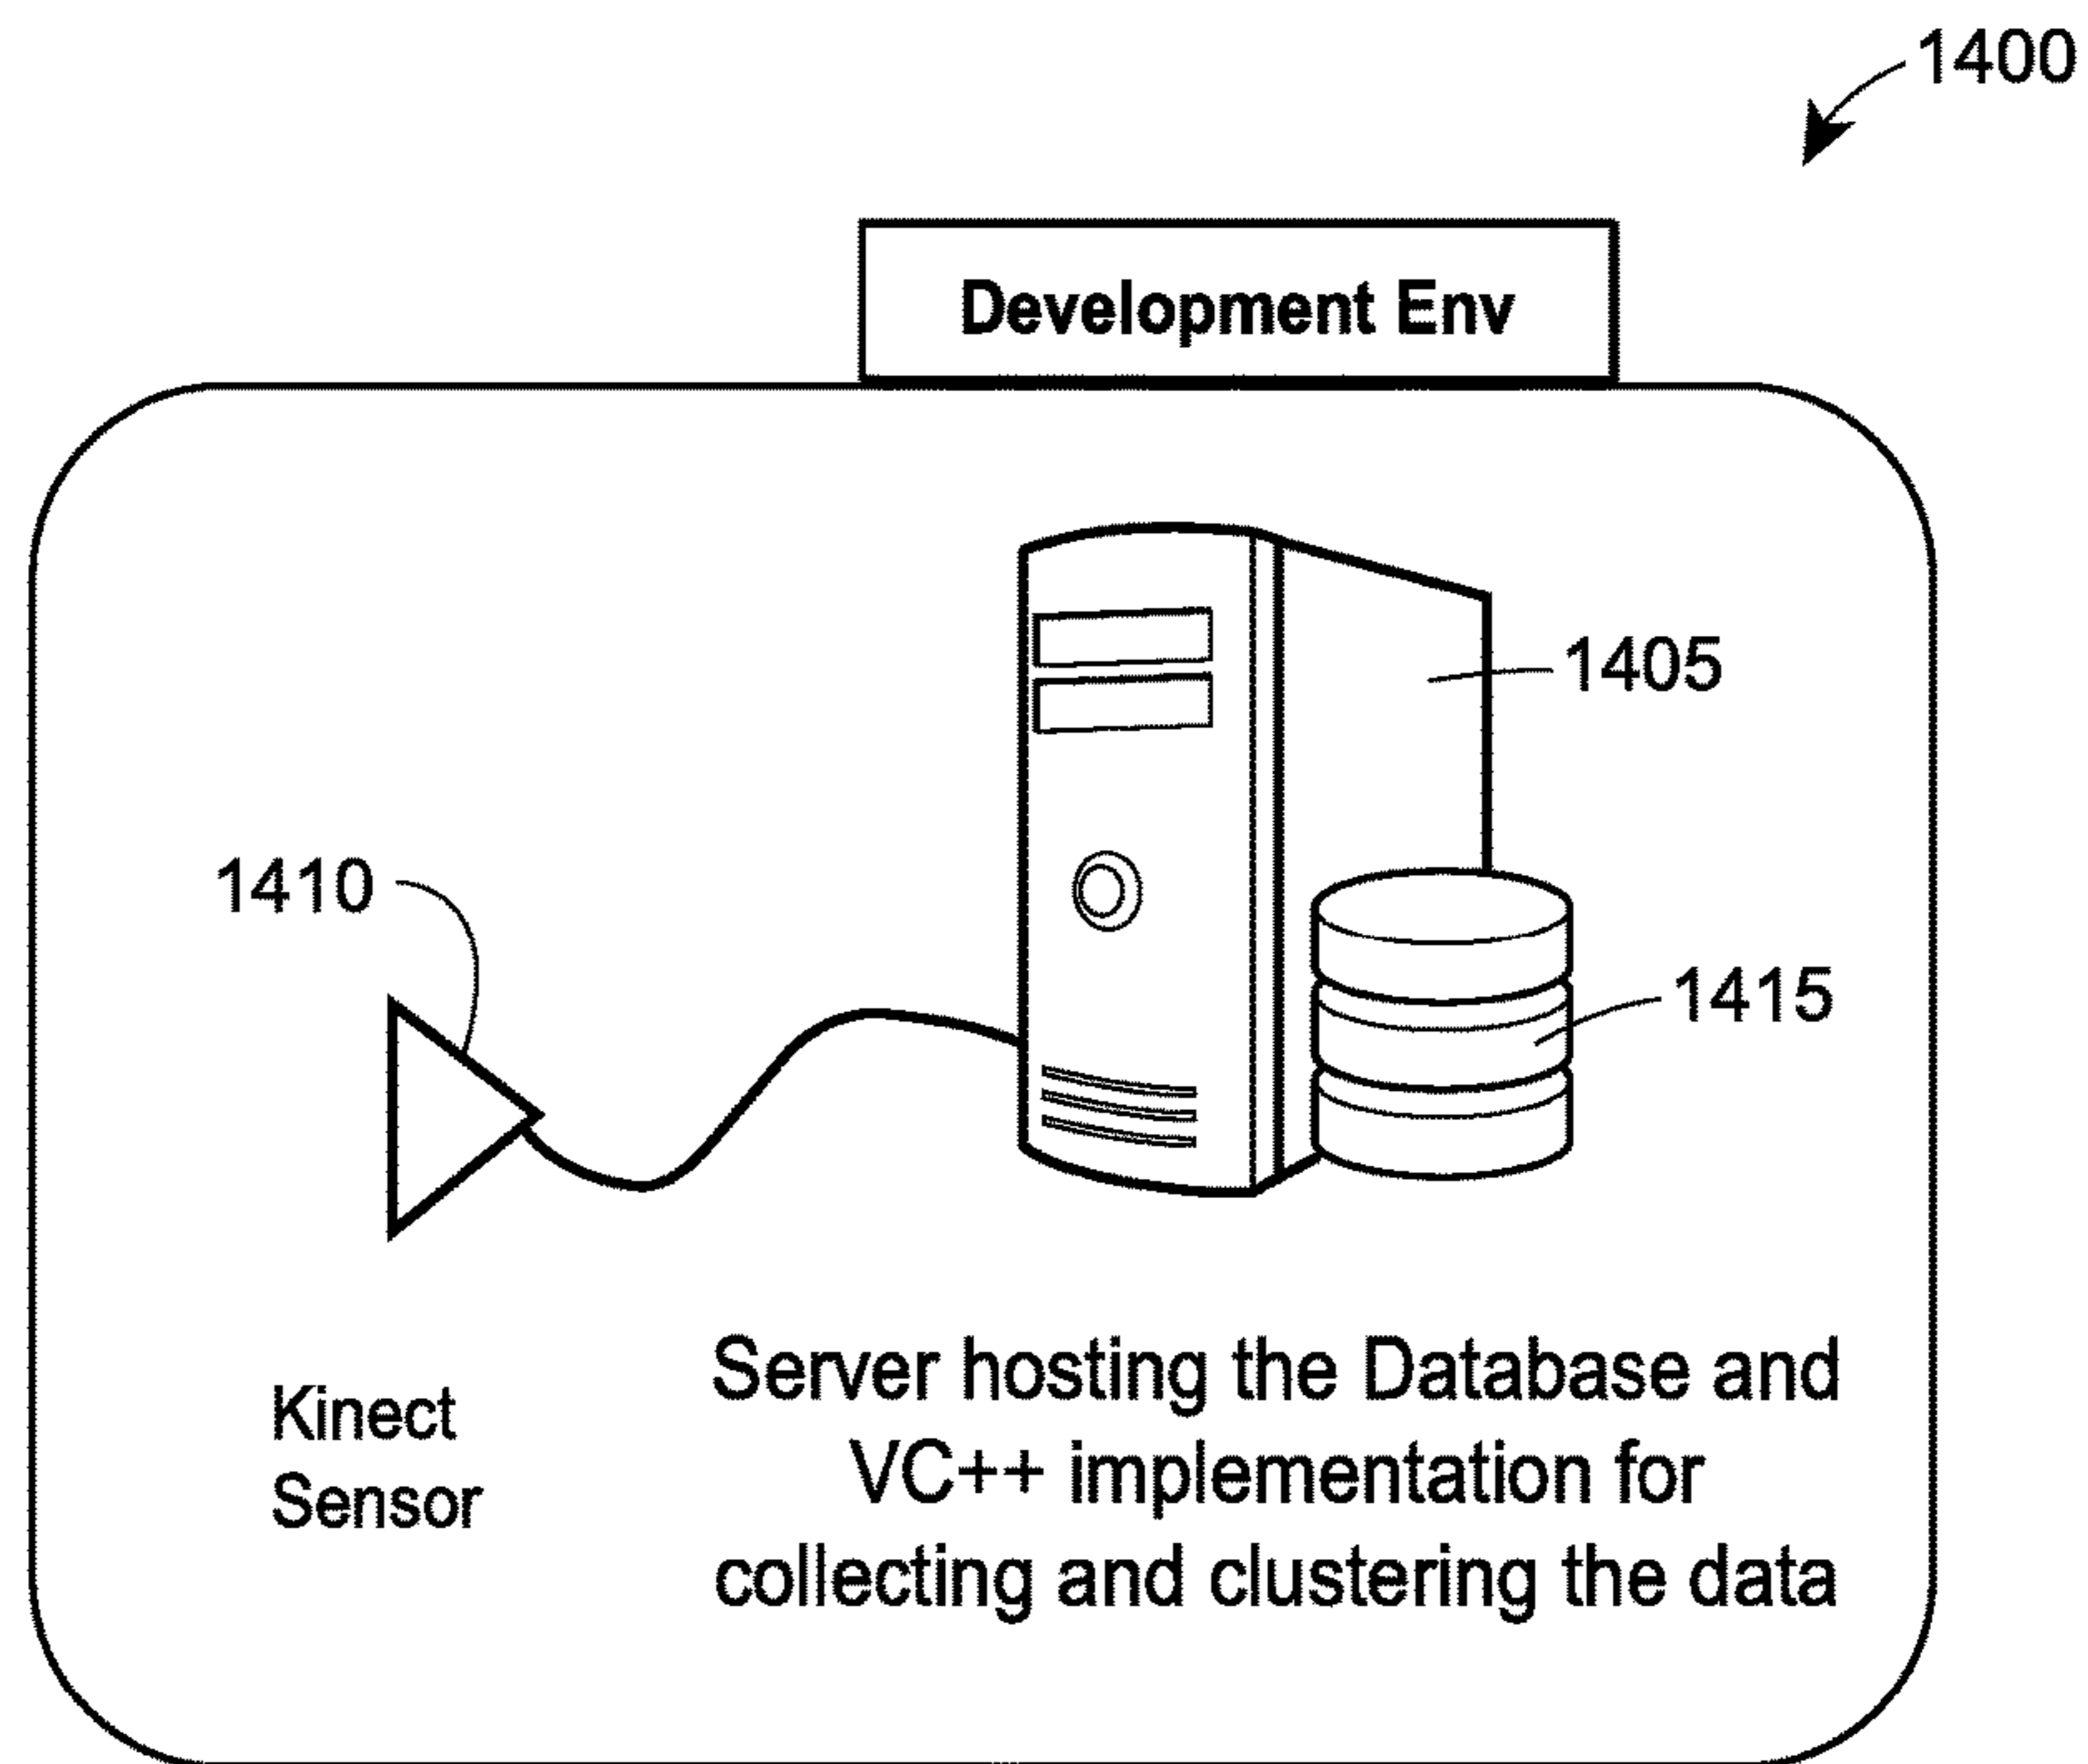 1400
Development Env
1405
1410
1415
Kinect
Sensor
Server hosting the Database and
VC++ implementation for
collecting and clustering the data